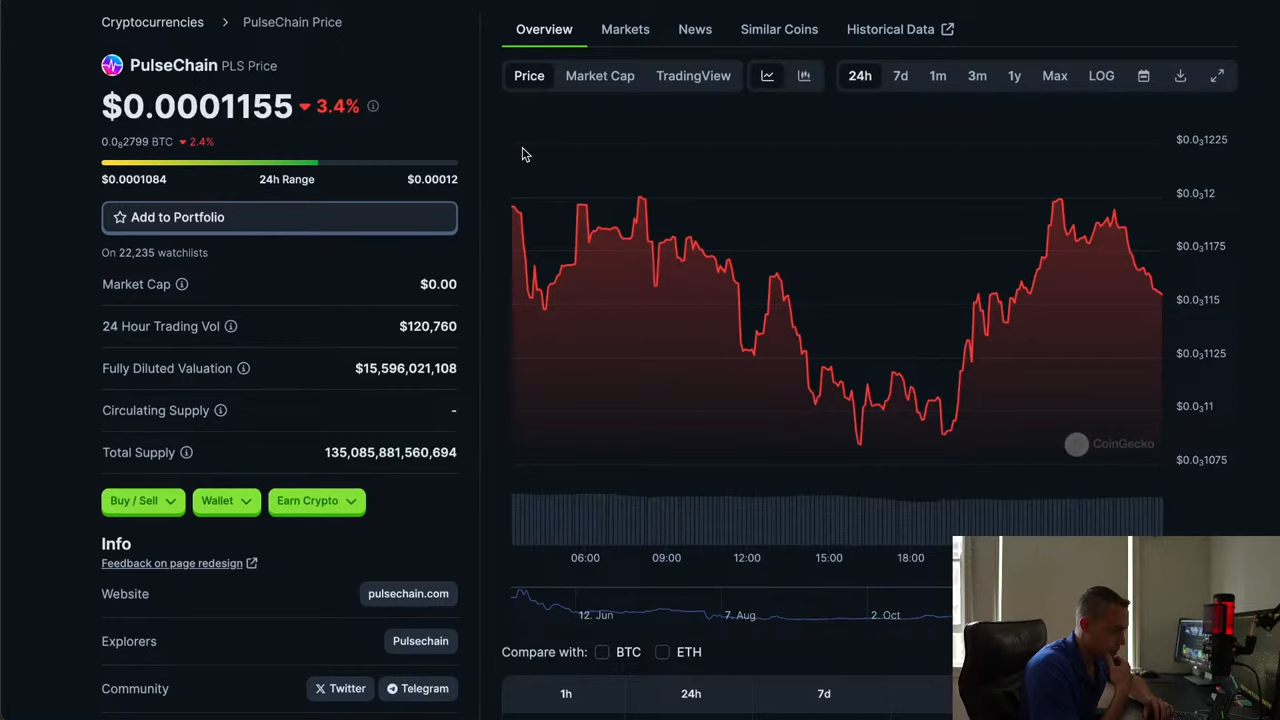 Cryptocurrencies > PulseChain Price
PulseChain PLS Price
$0.0001155 3.4%
0.0₈2799 BTC 2.4%
$0.0001084 24h Range $0.00012
Add to Portfolio
On 22,235 watchlists
Market Cap $0.00
24 Hour Trading Vol $120,760
Fully Diluted Valuation $15,596,021,108
Circulating Supply -
Total Supply 135,085,881,560,694
Buy / Sell Wallet Earn Crypto
Info
Feedback on page redesign
Website pulsechain.com
Explorers Pulsechain
Community Twitter Telegram
Overview Markets News Similar Coins Historical Data
Price Market Cap TradingView 24h 7d 1m 3m 1y Max LOG
$0.0₃1225
$0.0₃12
$0.0₃1175
$0.0₃115
$0.0₃1125
$0.0₃11
CoinGecko
$0.0₃1075
06:00 09:00 12:00 15:00 18:00
12. Jun 7. Aug 2. Oct
Compare with: BTC ETH
1h 24h 7d